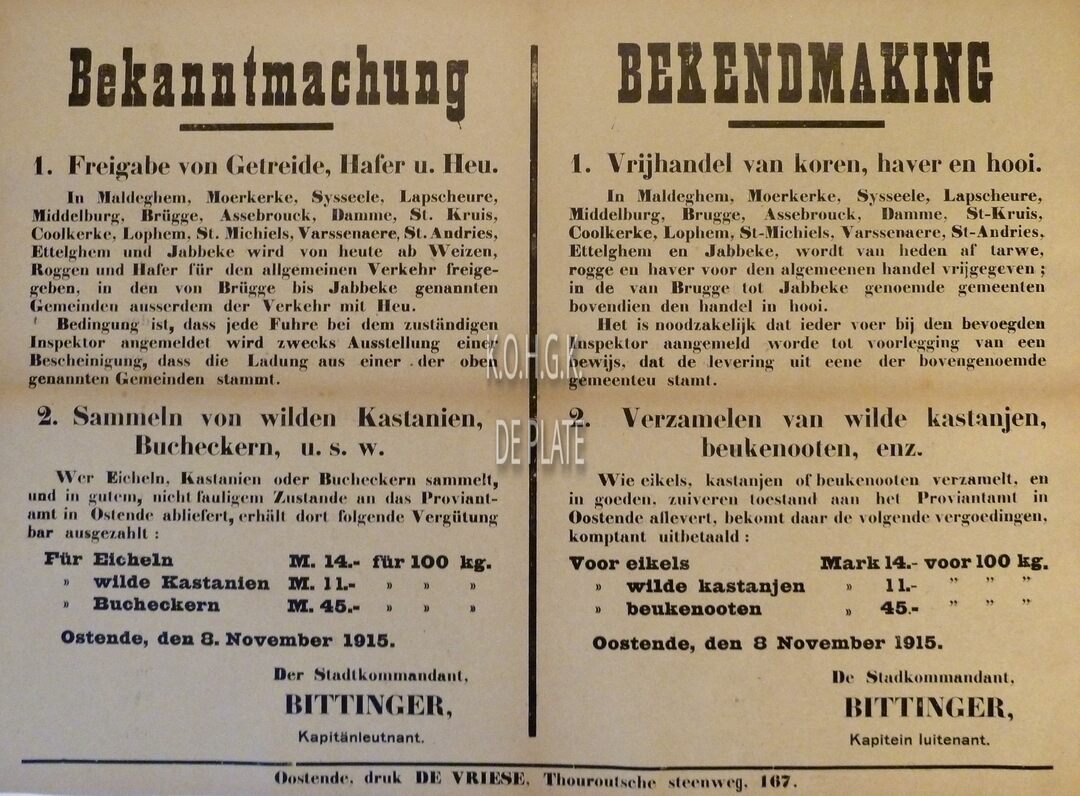 Bekanntmachung
1. Freigabe von Getreide, Hafer u. Heu.
In Maldeghem, Moerkerke, Sysseele, Lapscheure,
Middelburg, Brügge, Assebrouck, Damme, St. Kruis,
Coolkerke, Lophem, St. Michiels, Varssenaere, St. Andries,
Ettelghem und Jabbeke wird von heute ab Weizen,
Roggen und Hafer für den allgemeinen Verkehr freige-
geben, in den von Brügge bis Jabbeke genannten
Gemeinden ausserdem der Verkehr mit Heu.
Bedingung ist, dass jede Fuhre bei dem zuständigen
Inspektor angemeldet wird zwecks Ausstellung einer
Bescheinigung, dass die Ladung aus einer der oben
genannten Gemeinden stammt.
2. Sammeln von wilden Kastanien,
Bucheckern, u. s. w.
Wer Eicheln, Kastanien oder Bucheckern sammelt,
und in gutem, nicht fauligem Zustande an das Proviant-
amt in Ostende abliefert, erhält dort folgende Vergütung
bar ausgezahlt :
Für Eicheln M. 14.- für 100 kg.
» wilde Kastanien M. 11.- » » »
» Bucheckern M. 45.- » » »
Ostende, den 8. November 1915.
Der Stadtkommandant,
BITTINGER,
Kapitänleutnant.
BEKENDMAKING
1. Vrijhandel van koren, haver en hooi.
In Maldeghem, Moerkerke, Sysseele, Lapscheure,
Middelburg, Brugge, Assebrouck, Damme, St-Kruis,
Coolkerke, Lophem, St-Michiels, Varssenaere, St-Andries,
Ettelghem en Jabbeke, wordt van heden af tarwe,
rogge en haver voor den algemeenen handel vrijgegeven ;
in de van Brugge tot Jabbeke genoemde gemeenten
bovendien den handel in hooi.
Het is noodzakelijk dat ieder voer bij den bevoegden
Inspektor aangemeld worde tot voorlegging van een
bewijs, dat de levering uit eene der bovengenoemde
gemeenteu stamt.
2. Verzamelen van wilde kastanjen,
beukenooten, enz.
Wie eikels, kastanjen of beukenooten verzamelt, en
in goeden, zuiveren toestand aan het Proviantamt in
Oostende aflevert, bekomt daar de volgende vergoedingen,
komptant uitbetaald :
Voor eikels Mark 14.- voor 100 kg.
» wilde kastanjen » 11.- " " "
» beukenooten » 45.- " " "
Oostende, den 8 November 1915.
De Stadkommandant,
BITTINGER,
Kapitein luitenant.
Oostende, druk DE VRIESE, Thouroutsche steenweg, 167.
K.O.H.G.K.
DE PLATE